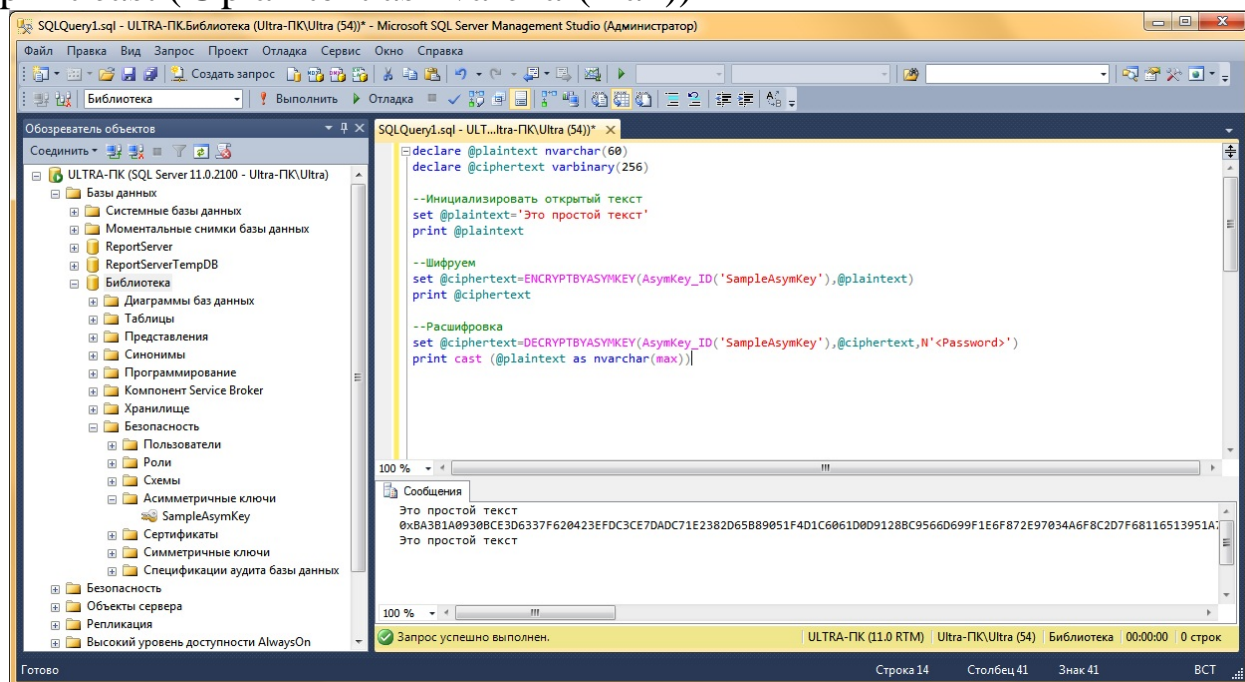 SQLQuery1.sql - ULTRA-ПК.Библиотека (Ultra-ПК\Ultra (54))* - Microsoft SQL Server Management Studio (Администратор)
Файл Правка Вид Запрос Проект Отладка Сервис Окно Справка
Создать запрос
Библиотека Выполнить Отладка
Обозреватель объектов
Соединить
ULTRA-ПК (SQL Server 11.0.2100 - Ultra-ПК\Ultra)
Базы данных
Системные базы данных
Моментальные снимки базы данных
ReportServer
ReportServerTempDB
Библиотека
Диаграммы баз данных
Таблицы
Представления
Синонимы
Программирование
Компонент Service Broker
Хранилище
Безопасность
Пользователи
Роли
Схемы
Асимметричные ключи
SampleAsymKey
Сертификаты
Симметричные ключи
Спецификации аудита базы данных
Безопасность
Объекты сервера
Репликация
Высокий уровень доступности AlwaysOn
SQLQuery1.sql - ULT...ltra-ПК\Ultra (54))*
declare @plaintext nvarchar(60)
declare @ciphertext varbinary(256)
--Инициализировать открытый текст
set @plaintext='Это простой текст'
print @plaintext
--Шифруем
set @ciphertext=ENCRYPTBYASYMKEY(AsymKey_ID('SampleAsymKey'),@plaintext)
print @ciphertext
--Расшифровка
set @ciphertext=DECRYPTBYASYMKEY(AsymKey_ID('SampleAsymKey'),@ciphertext,N'<Password>')
print cast (@plaintext as nvarchar(max))
100 %
Сообщения
Это простой текст
0xBA3B1A0930BCE3D6337F620423EFDC3CE7DADC71E2382D65B89051F4D1C6061D0D9128BC9566D699F1E6F872E97034A6F8C2D7F68116513951A7
Это простой текст
100 %
Запрос успешно выполнен. ULTRA-ПК (11.0 RTM) Ultra-ПК\Ultra (54) Библиотека 00:00:00 0 строк
Готово Строка 14 Столбец 41 Знак 41 ВСТ